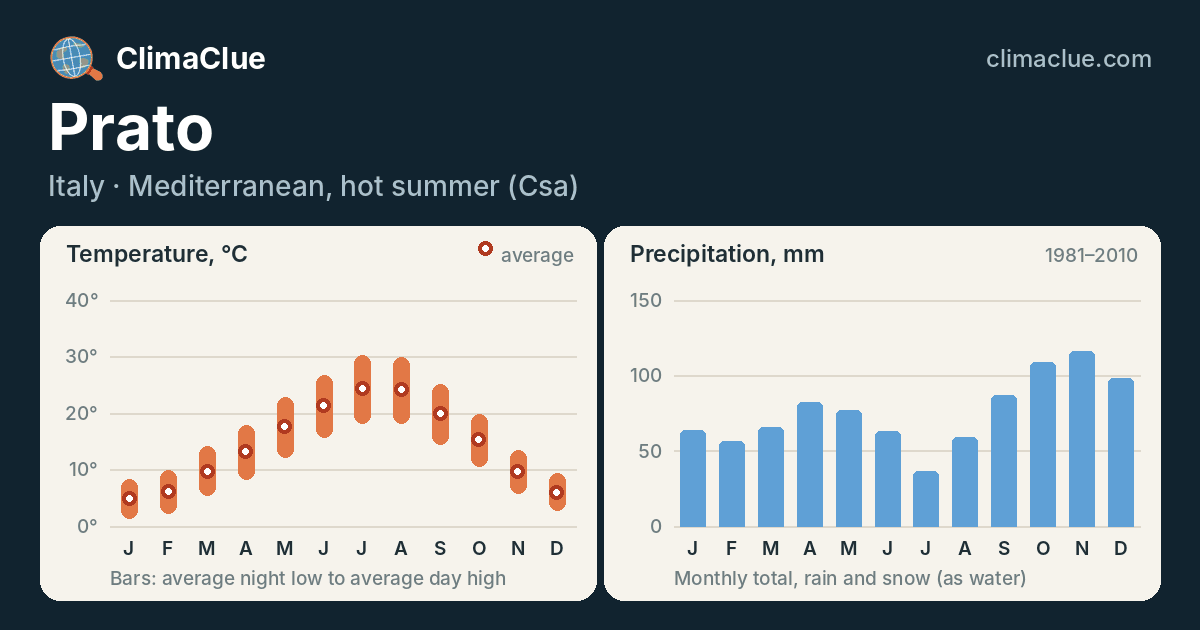 ClimaClue
climaclue.com
Prato
Italy · Mediterranean, hot summer (Csa)
Temperature, °C
average
40°
30°
20°
10°
0°
J F M A M J J A S O N D
Bars: average night low to average day high
Precipitation, mm
1981–2010
150
100
50
0
J F M A M J J A S O N D
Monthly total, rain and snow (as water)